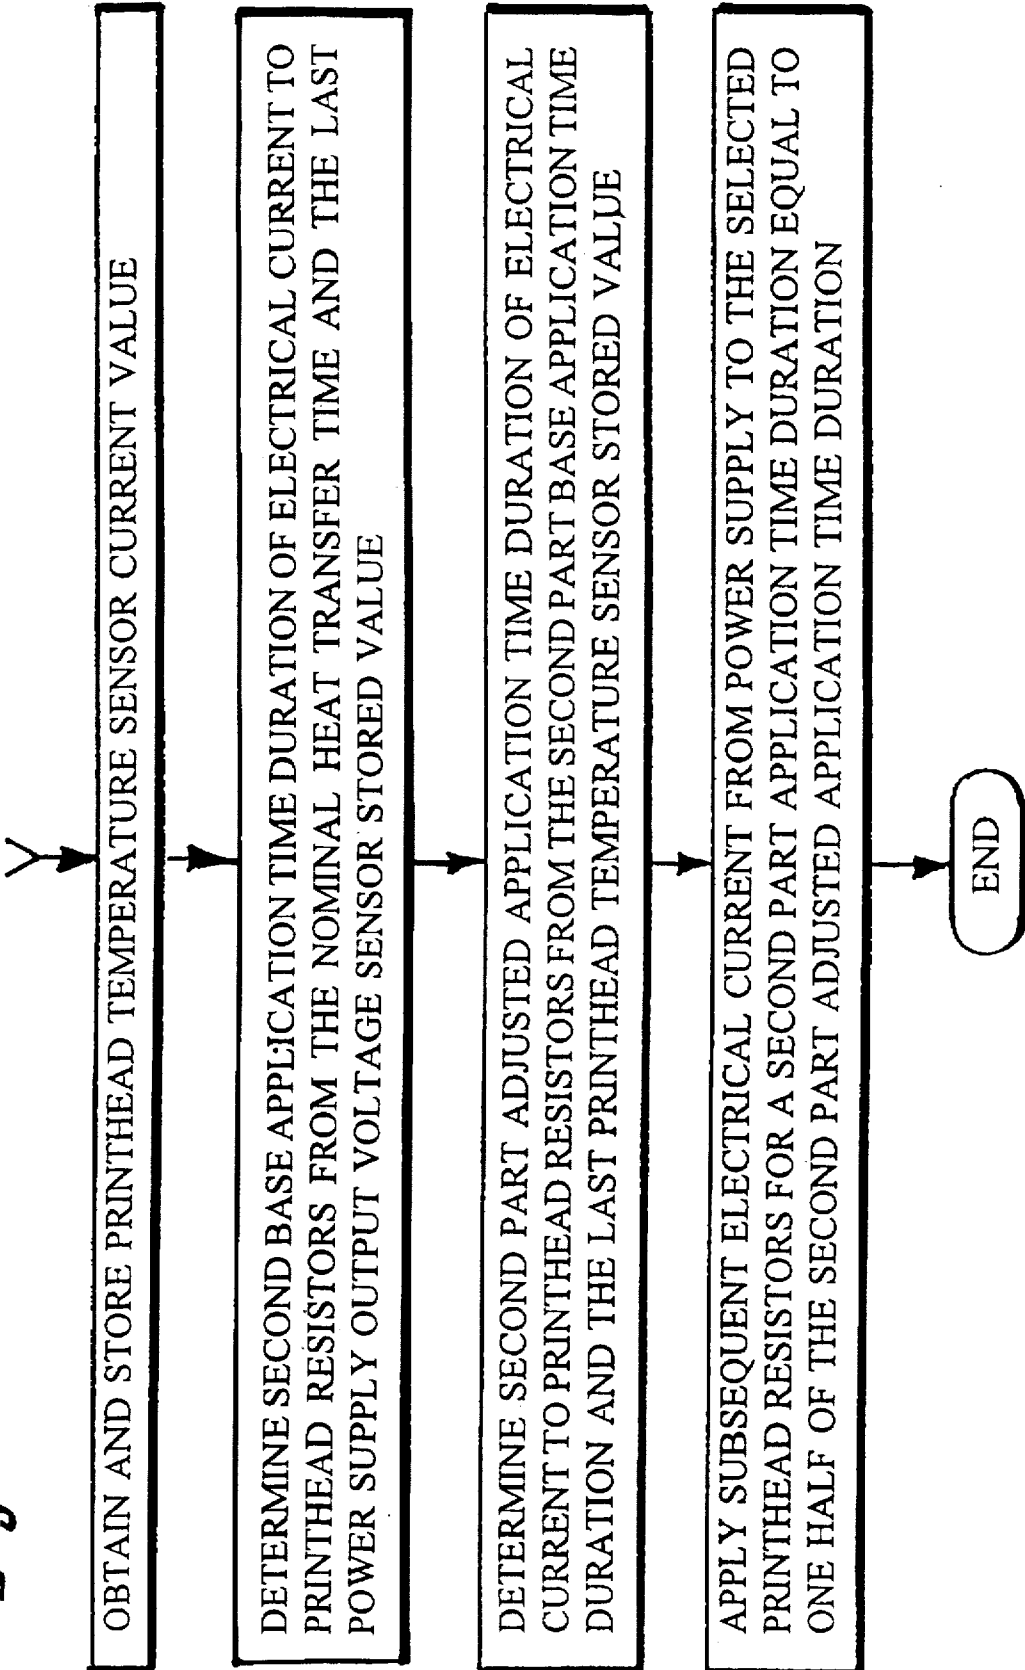 OBTAIN AND STORE PRINTHEAD TEMPERATURE SENSOR CURRENT VALUE
DETERMINE SECOND BASE APPLICATION TIME DURATION OF ELECTRICAL CURRENT TO
PRINTHEAD RESISTORS FROM THE NOMINAL HEAT TRANSFER TIME AND THE LAST
POWER SUPPLY OUTPUT VOLTAGE SENSOR STORED VALUE
DETERMINE SECOND PART ADJUSTED APPLICATION TIME DURATION OF ELECTRICAL
CURRENT TO PRINTHEAD RESISTORS FROM THE SECOND PART BASE APPLICATION TIME
DURATION AND THE LAST PRINTHEAD TEMPERATURE SENSOR STORED VALUE
APPLY SUBSEQUENT ELECTRICAL CURRENT FROM POWER SUPPLY TO THE SELECTED
PRINTHEAD RESISTORS FOR A SECOND PART APPLICATION TIME DURATION EQUAL TO
ONE HALF OF THE SECOND PART ADJUSTED APPLICATION TIME DURATION
END